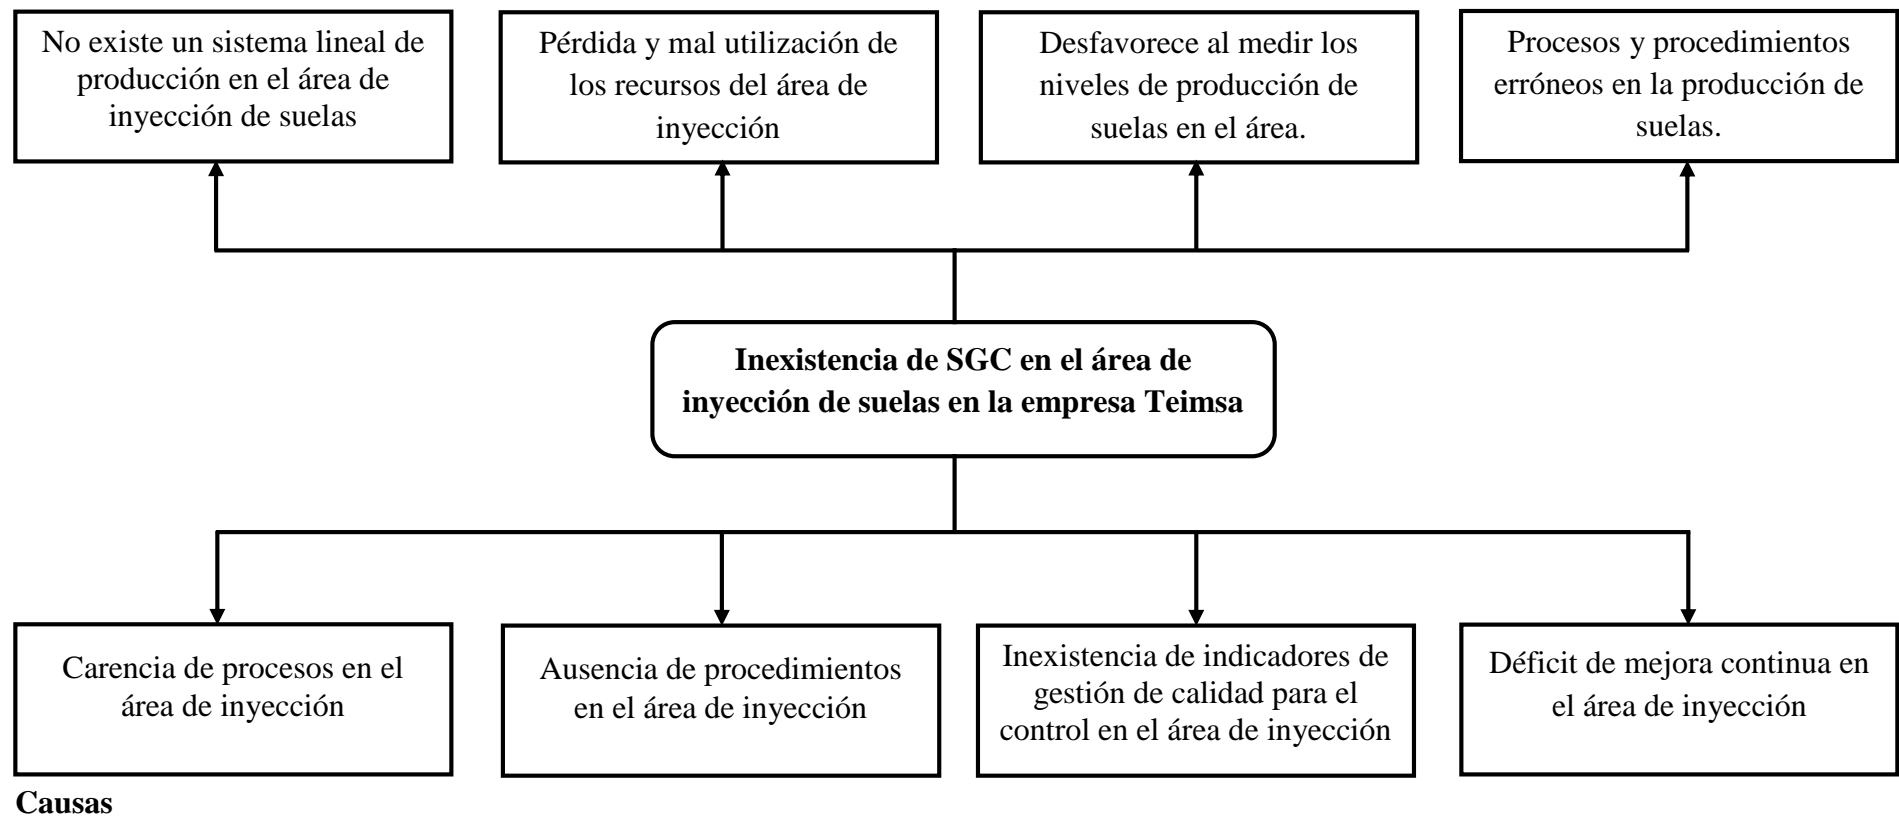 No existe un sistema lineal de
producción en el área de
inyección de suelas
Pérdida y mal utilización de
los recursos del área de
inyección
Desfavorece al medir los
niveles de producción de
suelas en el área.
Procesos y procedimientos
erróneos en la producción de
suelas.
Inexistencia de SGC en el área de
inyección de suelas en la empresa Teimsa
Carencia de procesos en el
área de inyección
Ausencia de procedimientos
en el área de inyección
Inexistencia de indicadores de
gestión de calidad para el
control en el área de inyección
Déficit de mejora continua en
el área de inyección
Causas